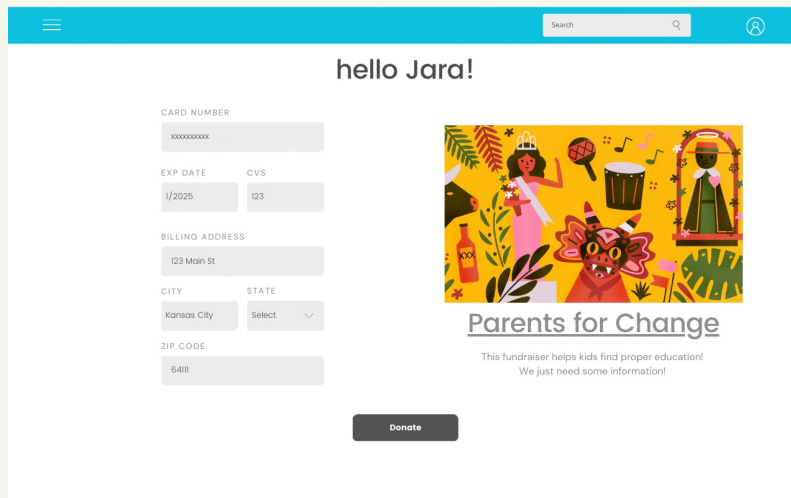 Search
hello Jara!
CARD NUMBER
xxxxxxxxxx
EXP DATE
CVS
1/2025
123
BILLING ADDRESS
123 Main St
CITY
STATE
Kansas City
Select
ZIP CODE
64111
XXX
Parents for Change
This fundraiser helps kids find proper education!
We just need some information!
Donate